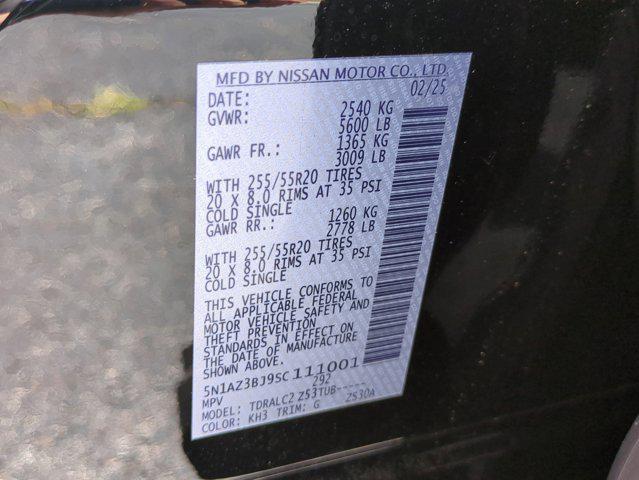 MFD BY NISSAN MOTOR CO., LTD.
DATE: 02/25
GVWR: 2540 KG
5600 LB
GAWR FR.: 1365 KG
3009 LB
WITH 255/55R20 TIRES
20 X 8.0 RIMS AT 35 PSI
COLD SINGLE
GAWR RR.: 1260 KG
2778 LB
WITH 255/55R20 TIRES
20 X 8.0 RIMS AT 35 PSI
COLD SINGLE
THIS VEHICLE CONFORMS TO
ALL APPLICABLE FEDERAL
MOTOR VEHICLE SAFETY AND
THEFT PREVENTION
STANDARDS IN EFFECT ON
THE DATE OF MANUFACTURE
SHOWN ABOVE.
5N1AZ3BJ9SC111001
MPV 292
MODEL: TDRALC2 Z53TUB-----
COLOR: KH3 TRIM: G ZS30A